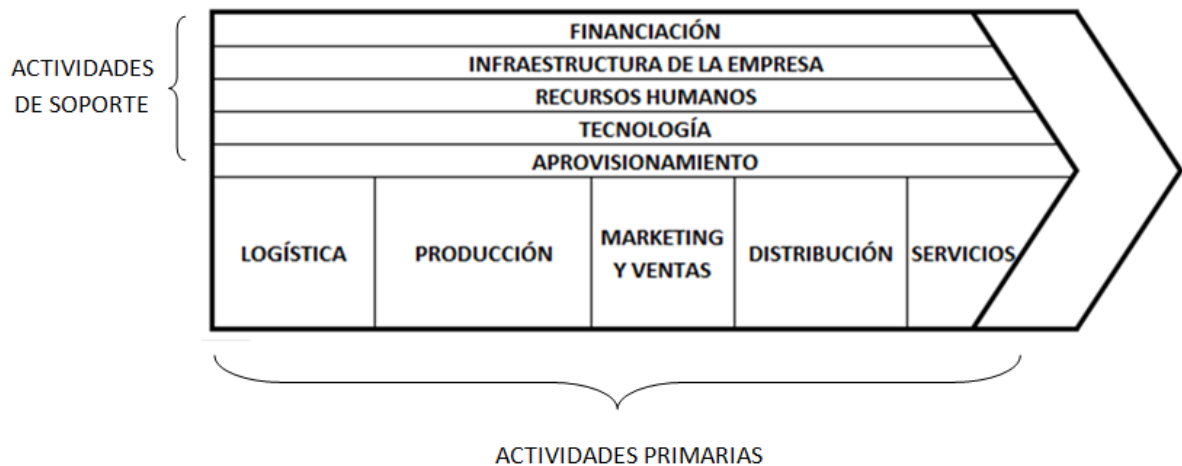 FINANCIACIÓN
INFRAESTRUCTURA DE LA EMPRESA
RECURSOS HUMANOS
TECNOLOGÍA
APROVISIONAMIENTO
ACTIVIDADES
DE SOPORTE
LOGÍSTICA
PRODUCCIÓN
MARKETING
Y VENTAS
DISTRIBUCIÓN
SERVICIOS
ACTIVIDADES PRIMARIAS